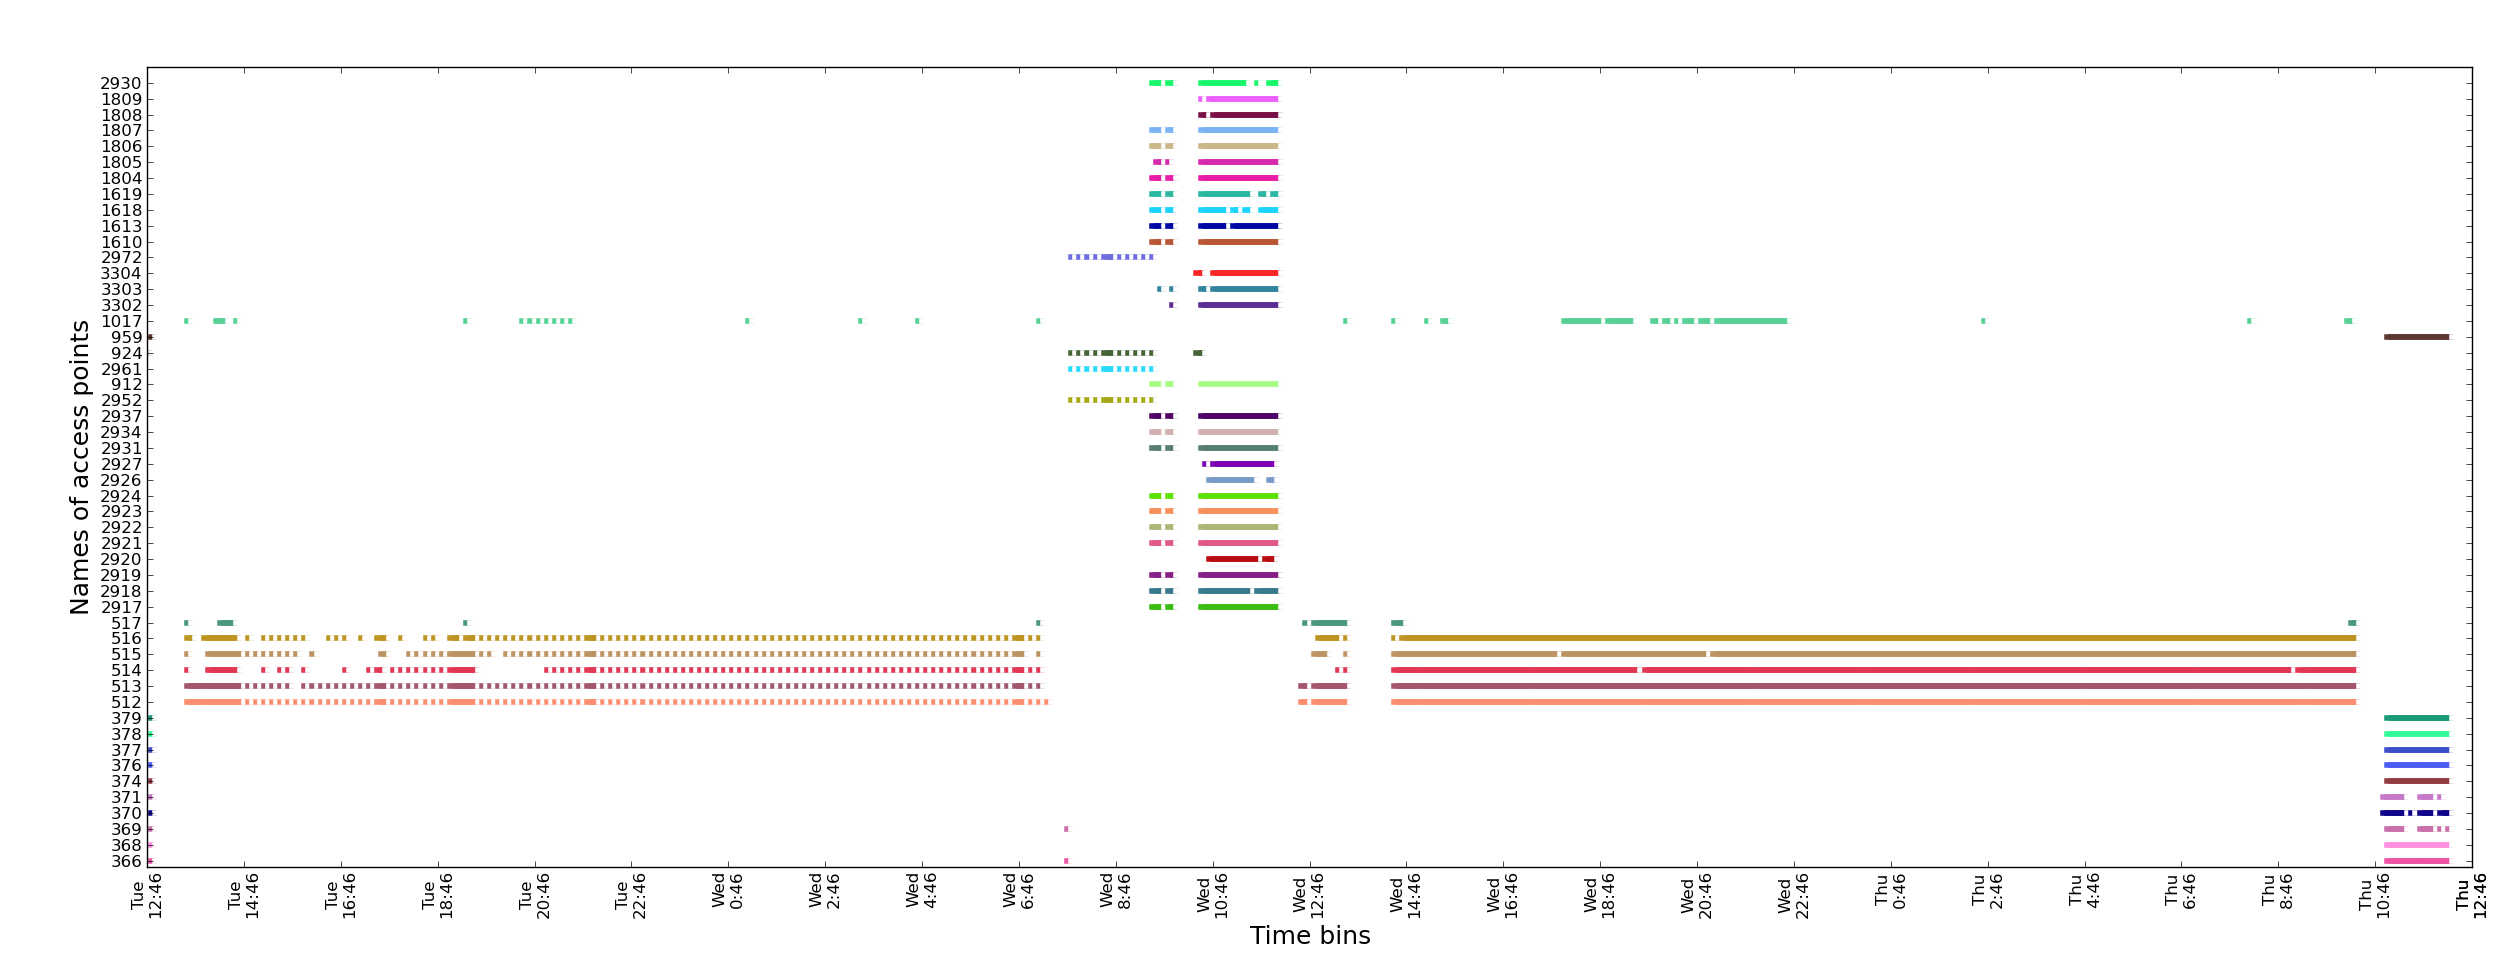 Names of access points
2930
1809
1808
1807
1806
1805
1804
1619
1618
1613
1610
2972
3304
3303
3302
1017
959
924
2961
912
2952
2937
2934
2931
2927
2926
2924
2923
2922
2921
2920
2919
2918
2917
517
516
515
514
513
512
379
378
377
376
374
371
370
369
368
366
Tue
12:46
Tue
14:46
Tue
16:46
Tue
18:46
Tue
20:46
Tue
22:46
Wed
0:46
Wed
2:46
Wed
4:46
Wed
6:46
Wed
8:46
Wed
10:46
Wed
12:46
Wed
14:46
Wed
16:46
Wed
18:46
Wed
20:46
Wed
22:46
Thu
0:46
Thu
2:46
Thu
4:46
Thu
6:46
Thu
8:46
Thu
10:46
Thu
12:46
Time bins